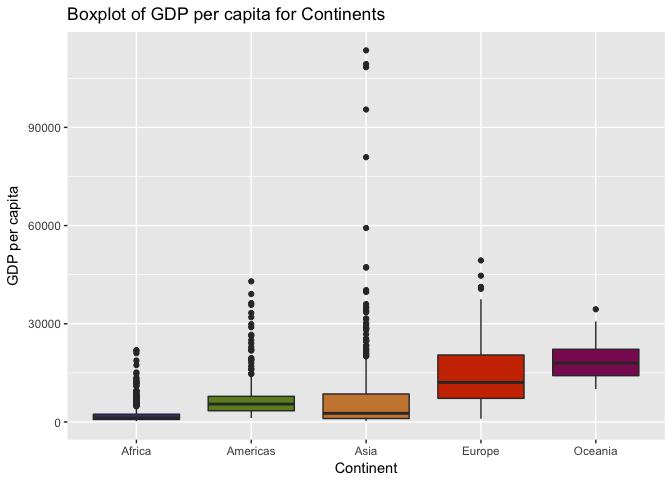 Boxplot of GDP per capita for Continents
GDP per capita
90000
60000
30000
0
Africa Americas Asia Europe Oceania
Continent